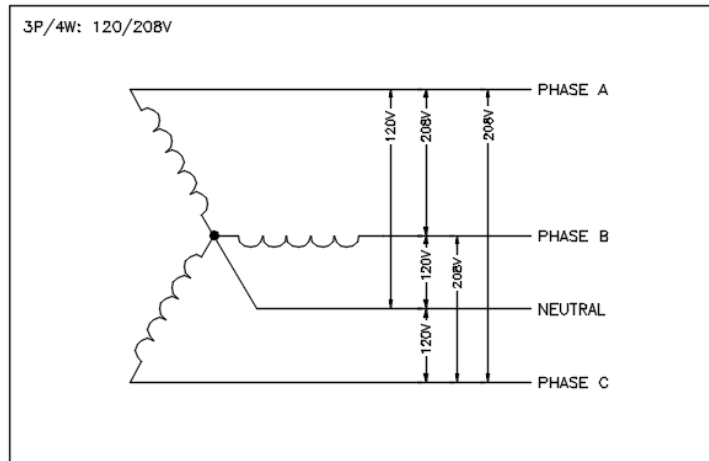 3P/4W: 120/208V
PHASE A
120V
208V
208V
PHASE B
120V
208V
NEUTRAL
120V
PHASE C